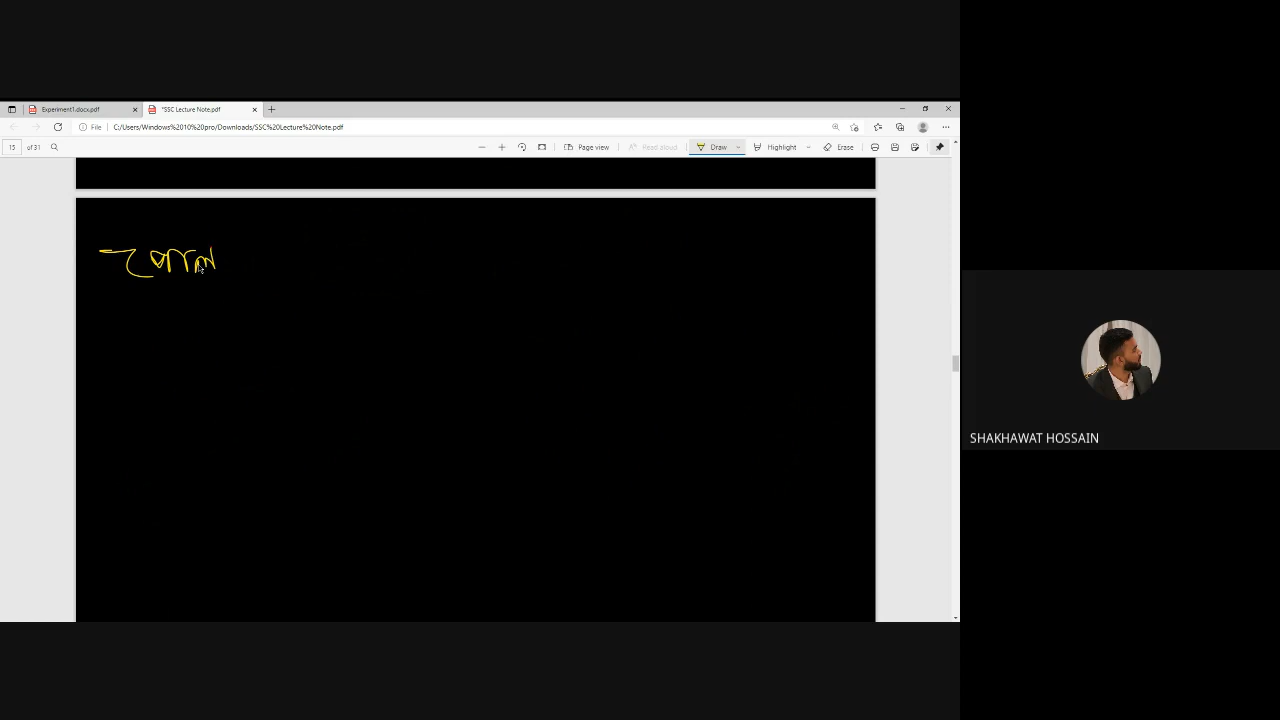 Experiment1.docx.pdf
*SSC Lecture Note.pdf
File C:/Users/Windows%2010%20pro/Downloads/SSC%20Lecture%20Note.pdf
15 of 31 Page view Read aloud Draw Highlight Erase
SHAKHAWAT HOSSAIN